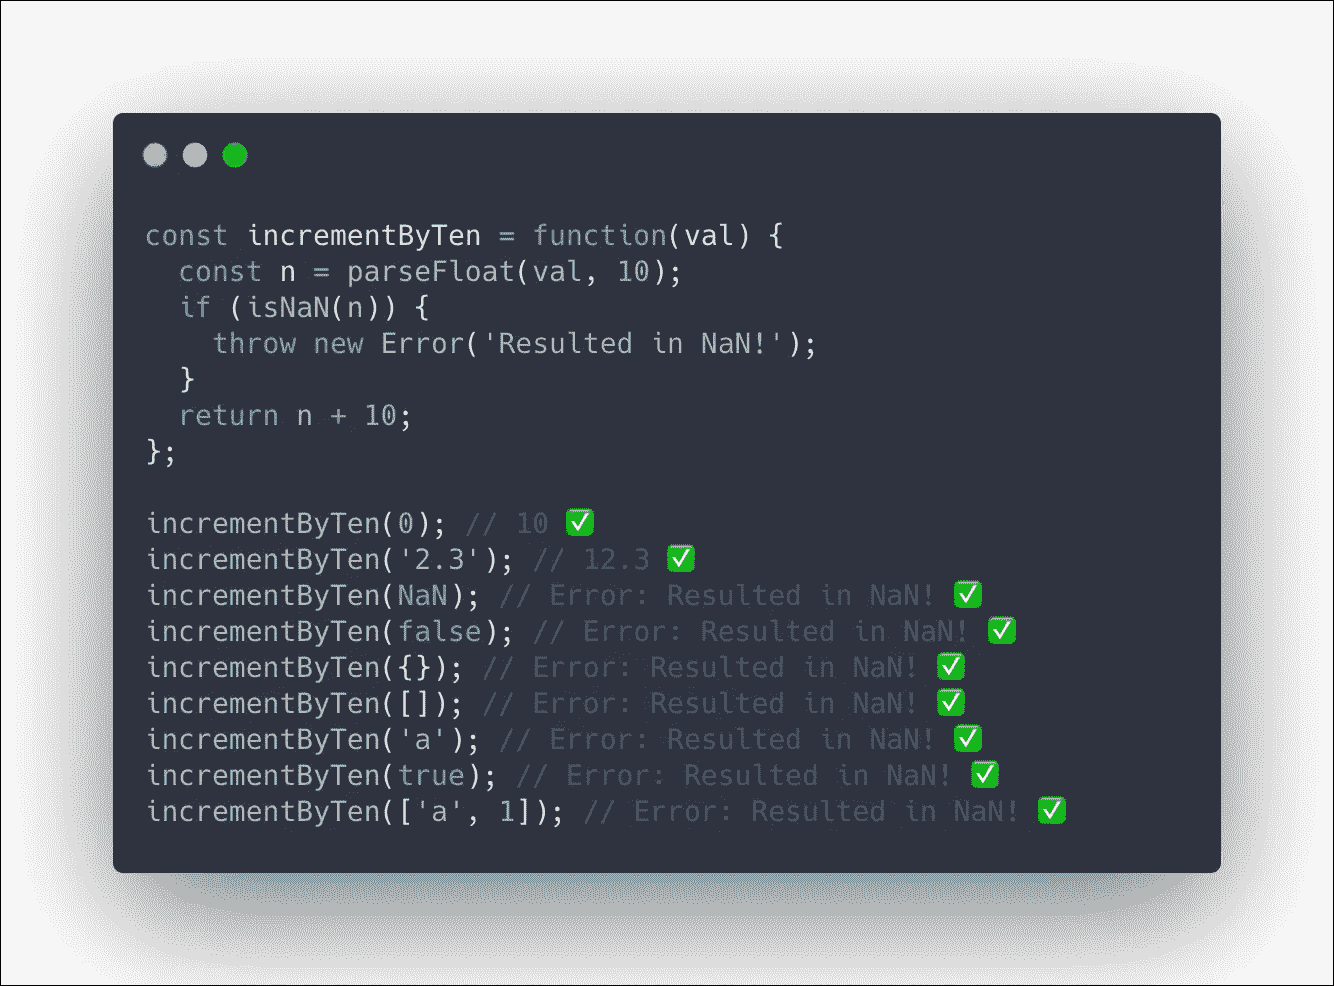 const incrementByTen = function(val) {
  const n = parseFloat(val, 10);
  if (isNaN(n)) {
    throw new Error('Resulted in NaN!');
  }
  return n + 10;
};
incrementByTen(0); // 10 ✅
incrementByTen('2.3'); // 12.3 ✅
incrementByTen(NaN); // Error: Resulted in NaN! ✅
incrementByTen(false); // Error: Resulted in NaN! ✅
incrementByTen({}); // Error: Resulted in NaN! ✅
incrementByTen([]); // Error: Resulted in NaN! ✅
incrementByTen('a'); // Error: Resulted in NaN! ✅
incrementByTen(true); // Error: Resulted in NaN! ✅
incrementByTen(['a', 1]); // Error: Resulted in NaN! ✅